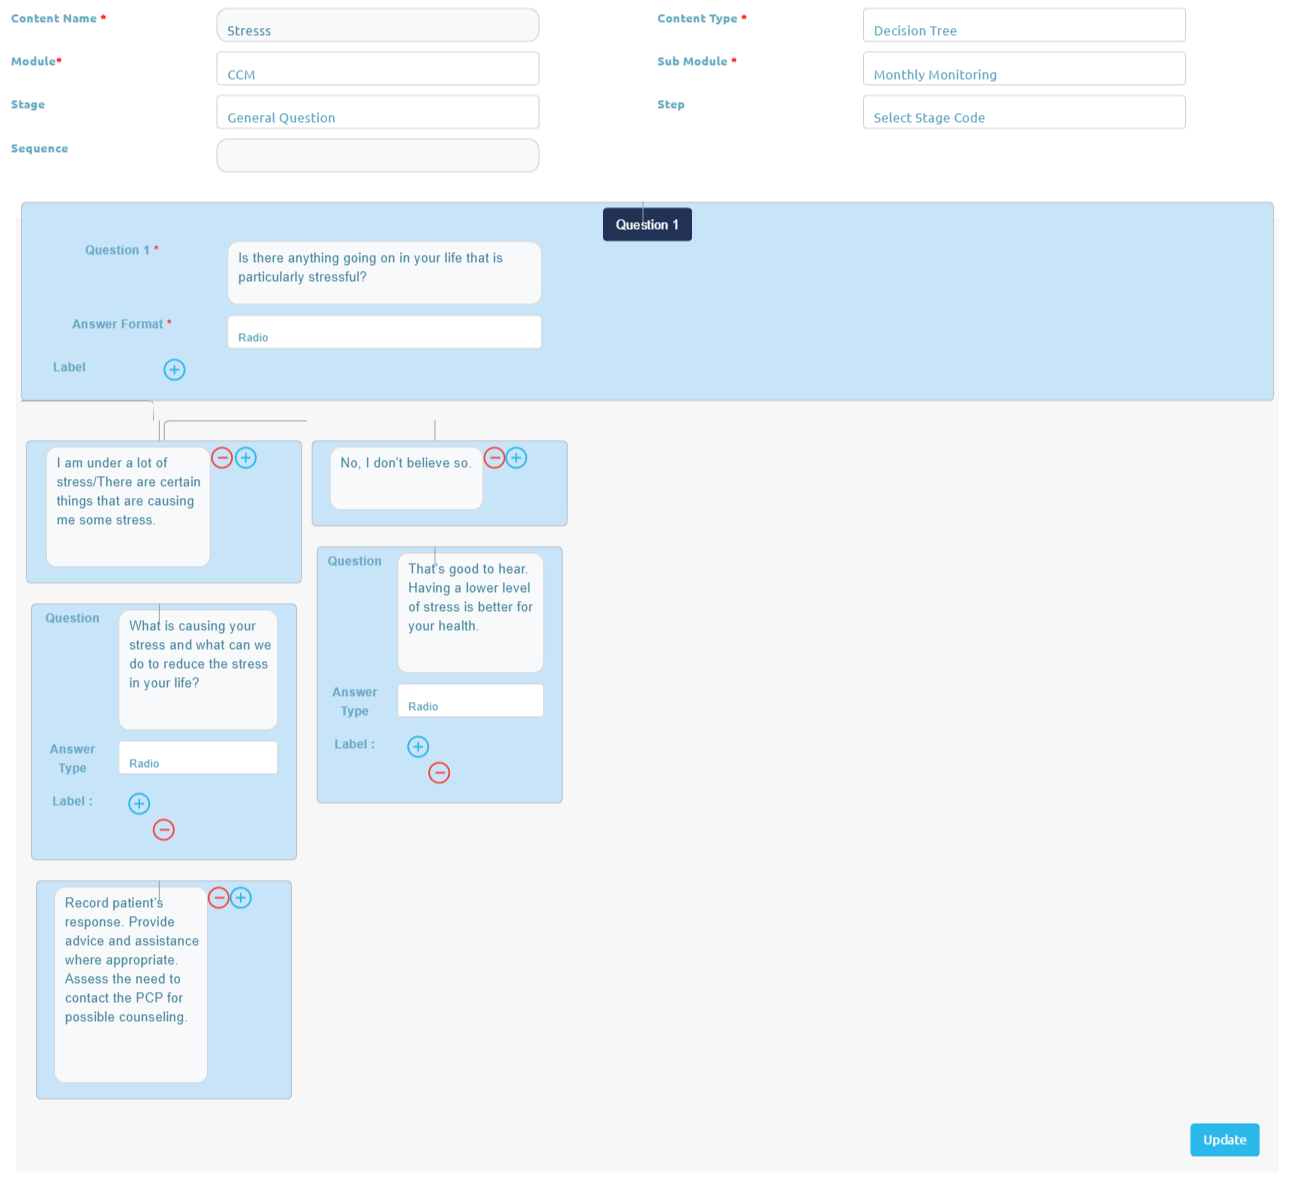 Content Name *
Stresss
Content Type *
Decision Tree
Module*
CCM
Sub Module *
Monthly Monitoring
Stage
General Question
Step
Select Stage Code
Sequence
Question 1
Question 1 *
Is there anything going on in your life that is
particularly stressful?
Answer Format *
Radio
Label
I am under a lot of
stress/There are certain
things that are causing
me some stress.
No, I don't believe so.
Question
What is causing your
stress and what can we
do to reduce the stress
in your life?
Answer
Type
Radio
Label :
Question
That's good to hear.
Having a lower level
of stress is better for
your health.
Answer
Type
Radio
Label :
Record patient's
response. Provide
advice and assistance
where appropriate.
Assess the need to
contact the PCP for
possible counseling.
Update